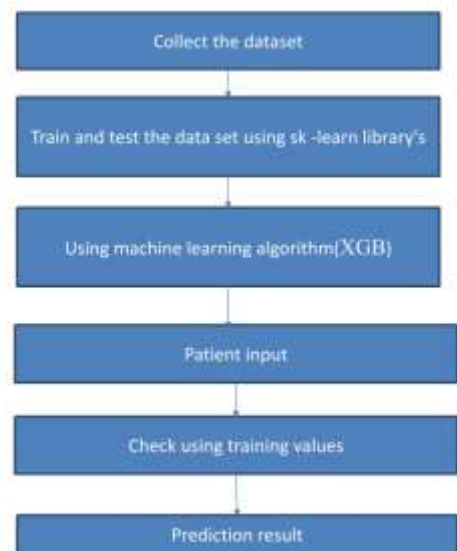 Collect the dataset
Train and test the data set using sk -learn library's
Using machine learning algorithm(XGB)
Patient input
Check using training values
Prediction result